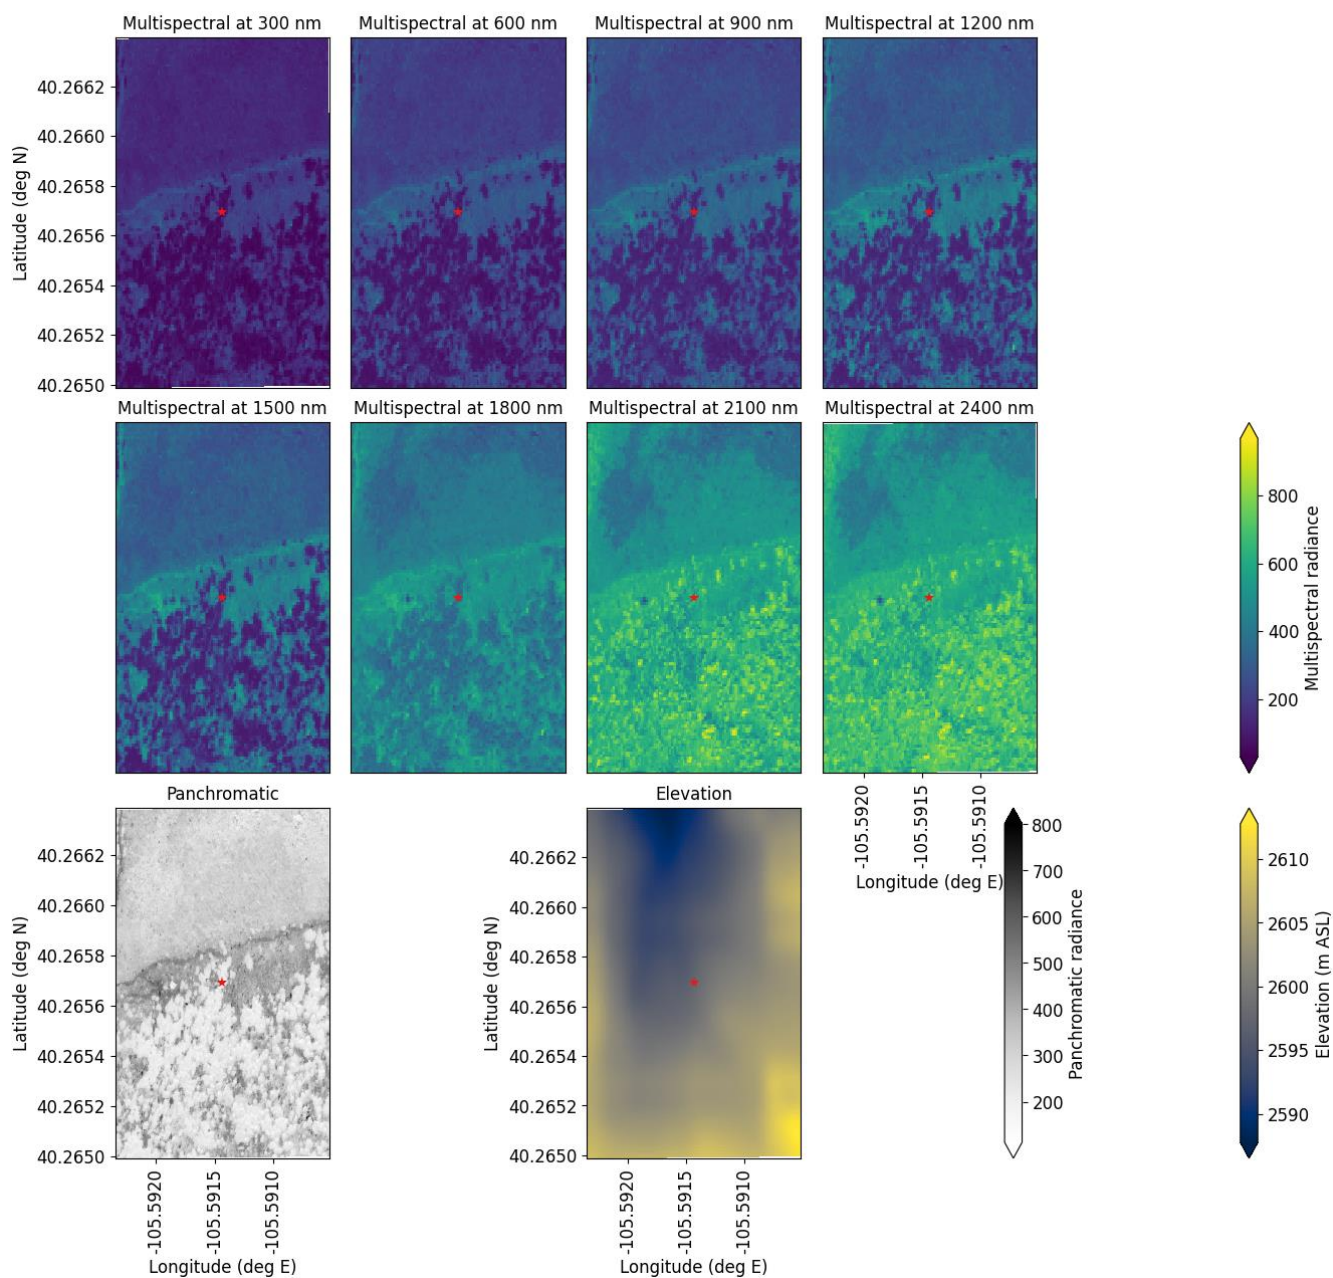 Multispectral at 300 nm
Multispectral at 600 nm
Multispectral at 900 nm
Multispectral at 1200 nm
40.2662
40.2660
40.2658
40.2656
40.2654
40.2652
40.2650
Latitude (deg N)
Multispectral at 1500 nm
Multispectral at 1800 nm
Multispectral at 2100 nm
Multispectral at 2400 nm
-105.5920
-105.5915
-105.5910
Longitude (deg E)
800
600
400
200
Multispectral radiance
Panchromatic
40.2662
40.2660
40.2658
40.2656
40.2654
40.2652
40.2650
Latitude (deg N)
-105.5920
-105.5915
-105.5910
Longitude (deg E)
Elevation
40.2662
40.2660
40.2658
40.2656
40.2654
40.2652
40.2650
Latitude (deg N)
-105.5920
-105.5915
-105.5910
Longitude (deg E)
800
700
600
500
400
300
200
Panchromatic radiance
2610
2605
2600
2595
2590
Elevation (m ASL)